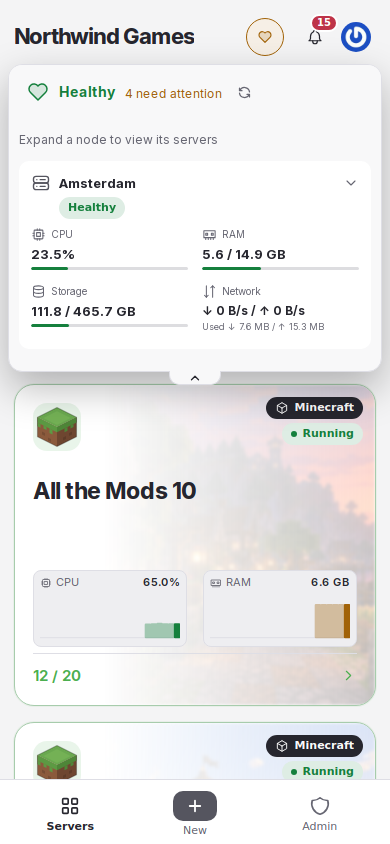 Northwind Games
15
Healthy 4 need attention
Expand a node to view its servers
Amsterdam
Healthy
CPU
23.5%
RAM
5.6 / 14.9 GB
Storage
111.8 / 465.7 GB
Network
↓ 0 B/s / ↑ 0 B/s
Used ↓ 7.6 MB / ↑ 15.3 MB
Minecraft
Running
All the Mods 10
CPU 65.0%
RAM 6.6 GB
12 / 20
Minecraft
Running
Servers
New
Admin